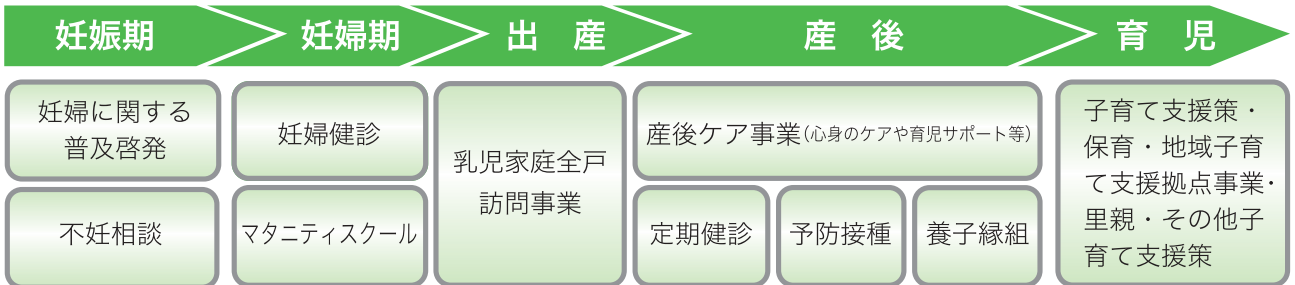 妊娠期
妊婦期
出産
産後
育児
妊婦に関する
普及啓発
不妊相談
妊婦健診
マタニティスクール
乳児家庭全戸
訪問事業
産後ケア事業(心身のケアや育児サポート等)
定期健診
予防接種
養子縁組
子育て支援策・
保育・地域子育
て支援拠点事業・
里親・その他子
育て支援策